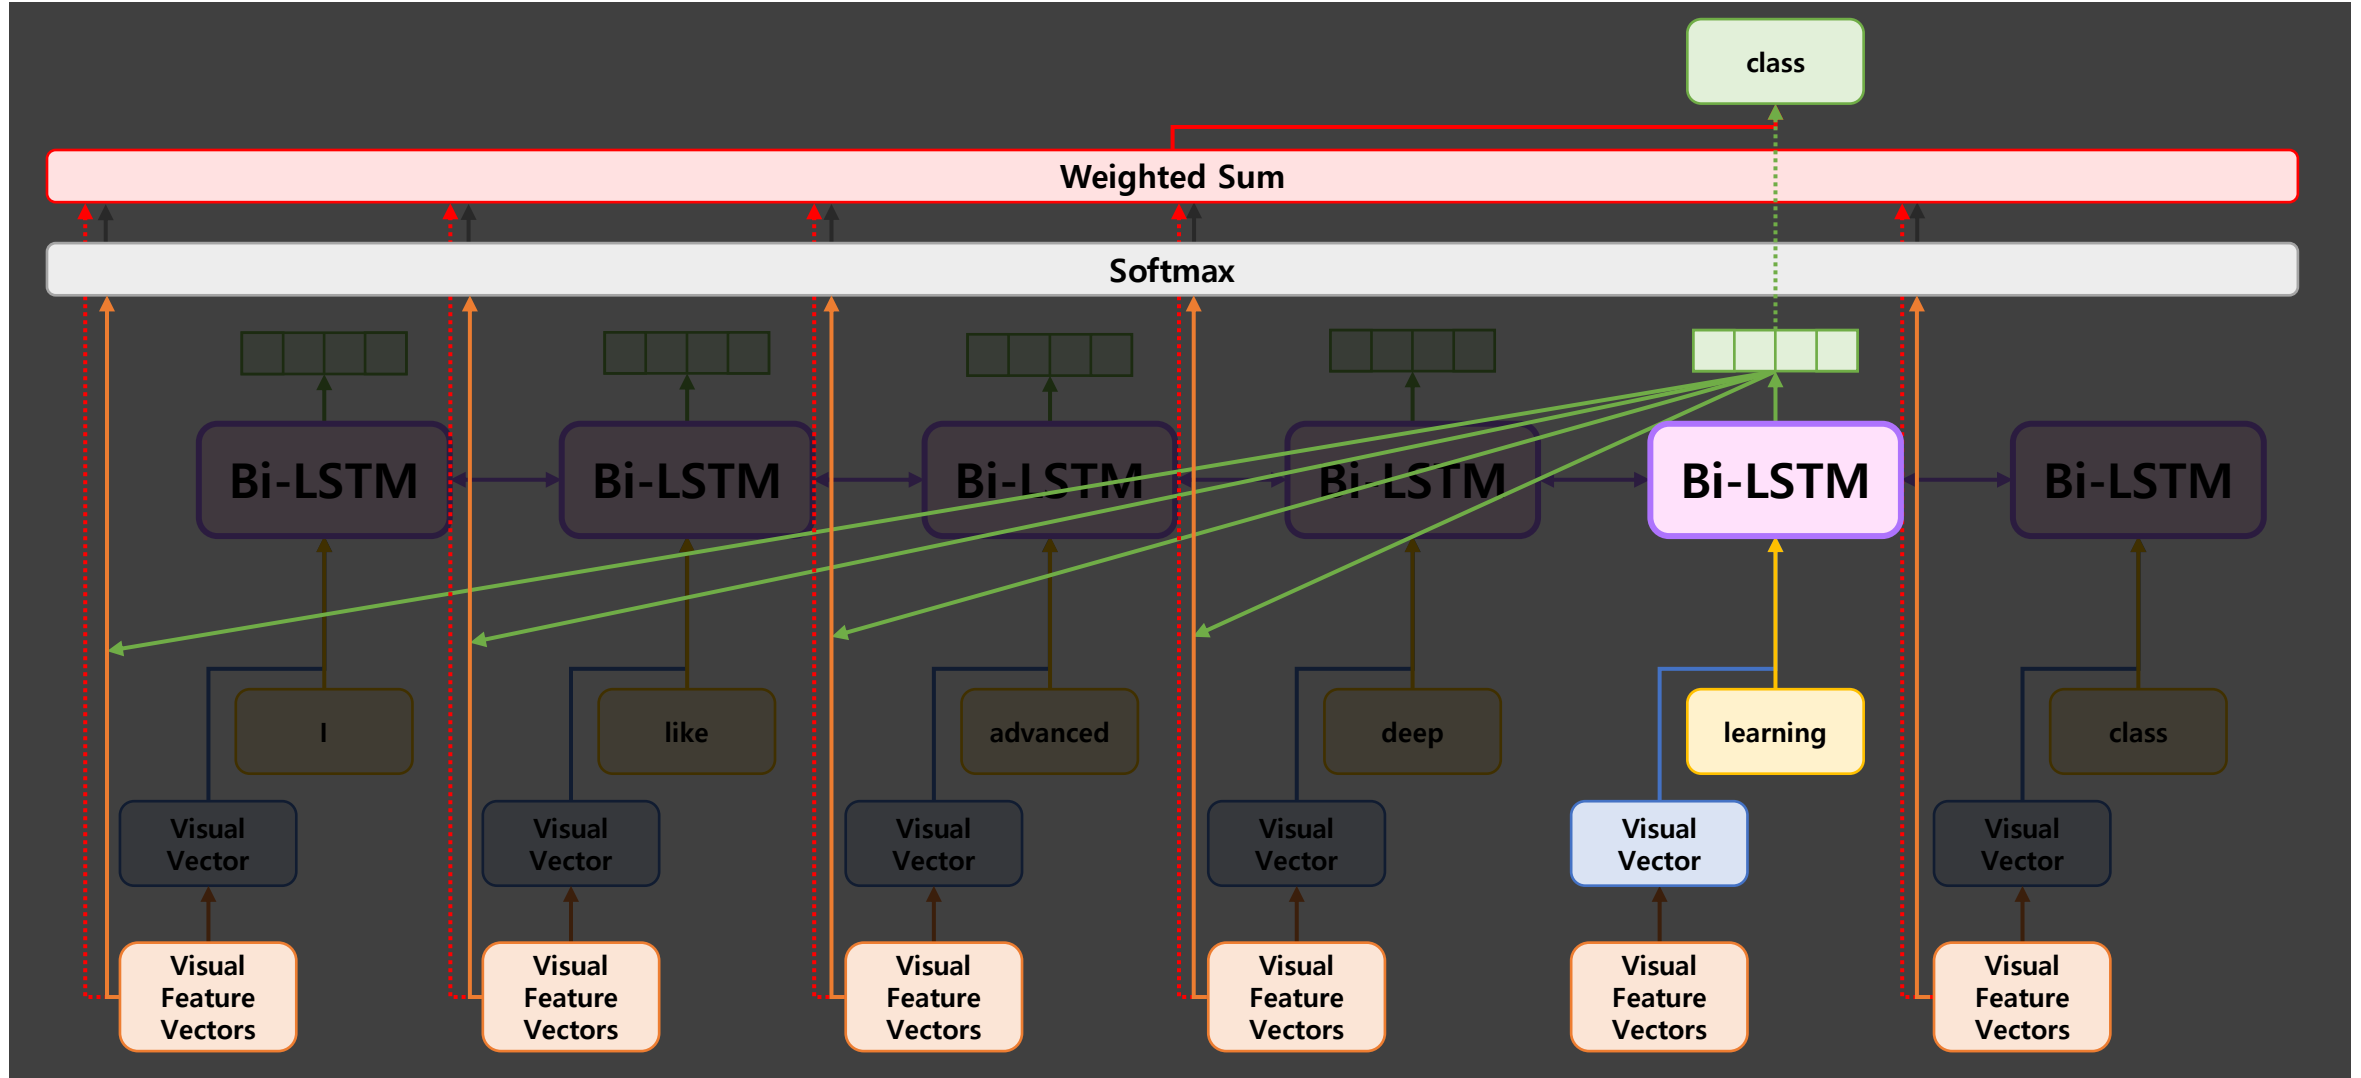 class
Weighted Sum
Softmax
Bi-LSTM Bi-LSTM Bi-LSTM Bi-LSTM Bi-LSTM Bi-LSTM
I like advanced deep learning class
Visual Visual Visual Visual Visual Visual
Vector Vector Vector Vector Vector Vector
Visual Visual Visual Visual Visual Visual
Feature Feature Feature Feature Feature Feature
Vectors Vectors Vectors Vectors Vectors Vectors